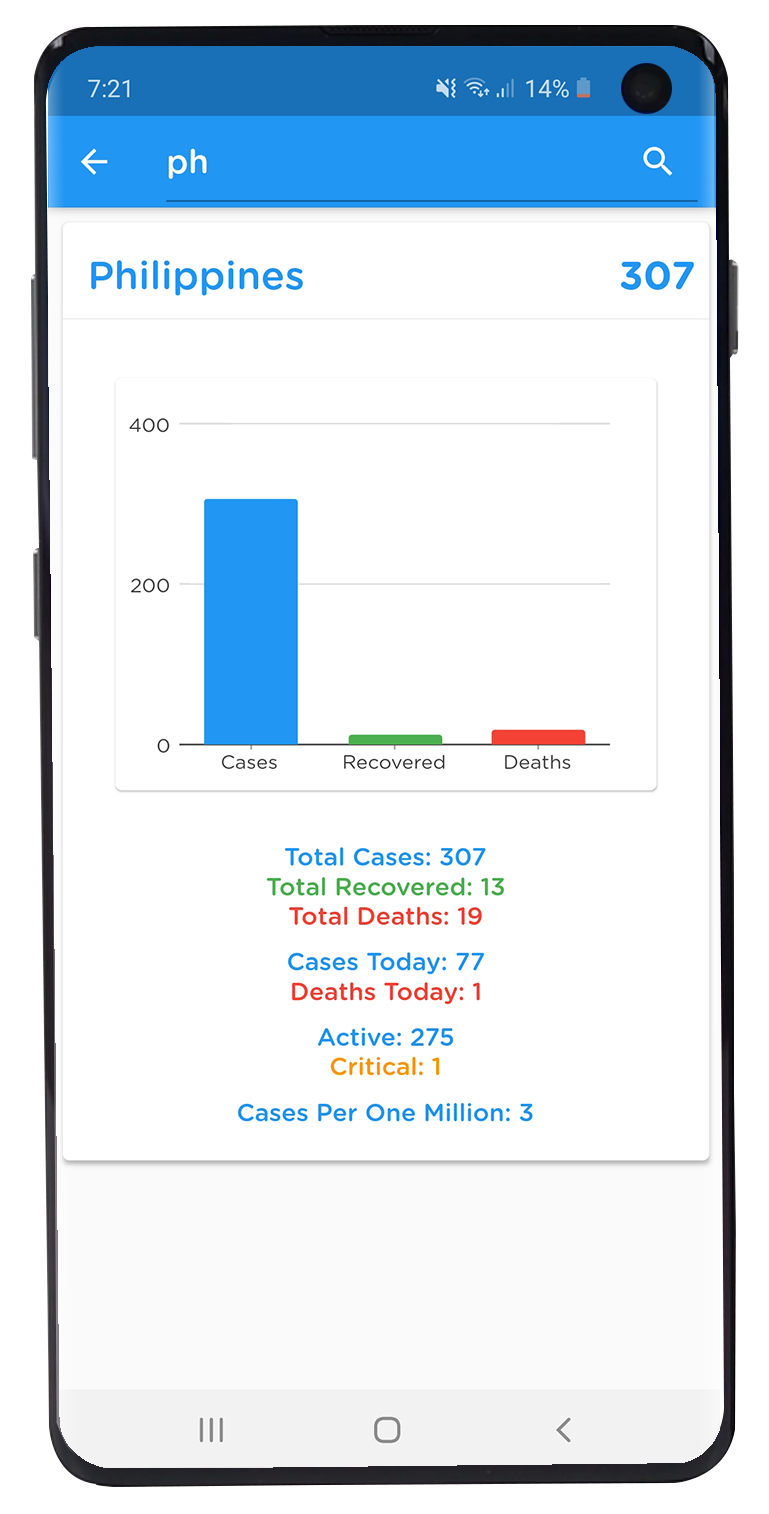 7:21 14%
ph
Philippines 307
400
200
0
Cases Recovered Deaths
Total Cases: 307
Total Recovered: 13
Total Deaths: 19
Cases Today: 77
Deaths Today: 1
Active: 275
Critical: 1
Cases Per One Million: 3